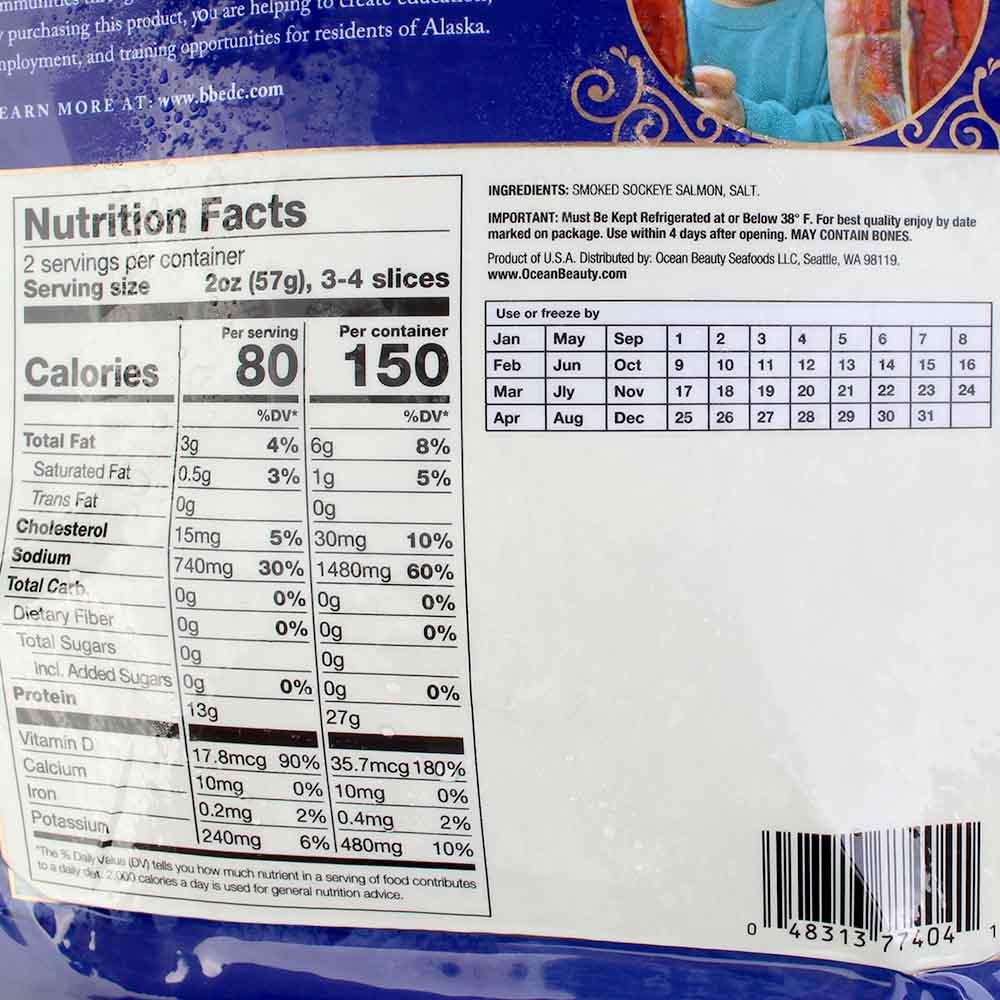 purchasing this product, you are helping to create
employment, and training opportunities for residents of Alaska.
LEARN MORE AT: www.bbedc.com
Nutrition Facts
2 servings per container
Serving size 2oz (57g), 3-4 slices
Per serving Per container
Calories 80 150
%DV* %DV*
Total Fat 3g 4% 6g 8%
Saturated Fat 0.5g 3% 1g 5%
Trans Fat 0g 0g
Cholesterol 15mg 5% 30mg 10%
Sodium 740mg 30% 1480mg 60%
Total Carb. 0g 0% 0g 0%
Dietary Fiber 0g 0% 0g 0%
Total Sugars 0g 0g
Incl. Added Sugars 0g 0% 0g 0%
Protein 13g 27g
Vitamin D 17.8mcg 90% 35.7mcg 180%
Calcium 10mg 0% 10mg 0%
Iron 0.2mg 2% 0.4mg 2%
Potassium 240mg 6% 480mg 10%
*The % Daily Value (DV) tells you how much nutrient in a serving of food contributes
to a daily diet. 2,000 calories a day is used for general nutrition advice.
INGREDIENTS: SMOKED SOCKEYE SALMON, SALT.
IMPORTANT: Must Be Kept Refrigerated at or Below 38° F. For best quality enjoy by date
marked on package. Use within 4 days after opening. MAY CONTAIN BONES.
Product of U.S.A. Distributed by: Ocean Beauty Seafoods LLC, Seattle, WA 98119.
www.OceanBeauty.com
Use or freeze by
Jan May Sep 1 2 3 4 5 6 7 8
Feb Jun Oct 9 10 11 12 13 14 15 16
Mar Jly Nov 17 18 19 20 21 22 23 24
Apr Aug Dec 25 26 27 28 29 30 31
0 48313 77404 1